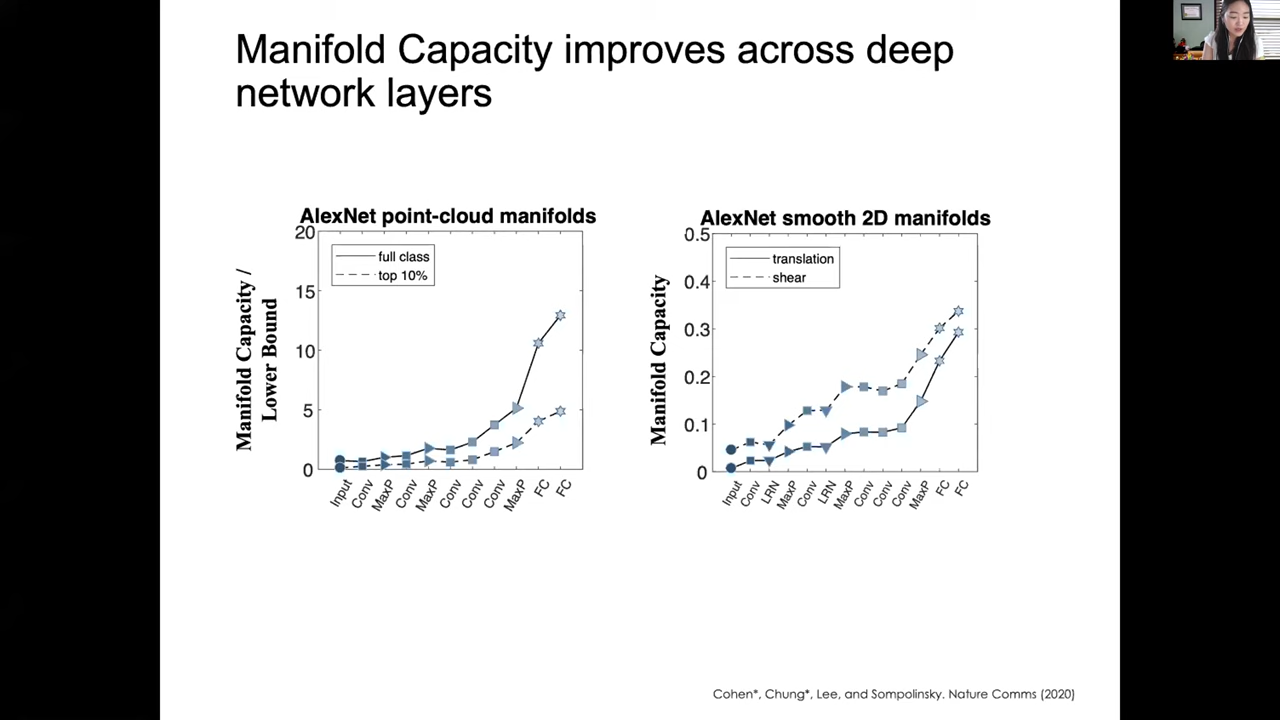 Manifold Capacity improves across deep
network layers
AlexNet point-cloud manifolds
Manifold Capacity /
Lower Bound
20
15
10
5
0
full class
top 10%
Input
Conv
MaxP
Conv
MaxP
Conv
Conv
Conv
MaxP
FC
FC
AlexNet smooth 2D manifolds
Manifold Capacity
0.5
0.4
0.3
0.2
0.1
0
translation
shear
Input
Conv
LRN
MaxP
Conv
LRN
MaxP
Conv
Conv
Conv
MaxP
FC
FC
Cohen*, Chung*, Lee, and Sompolinsky. Nature Comms (2020)